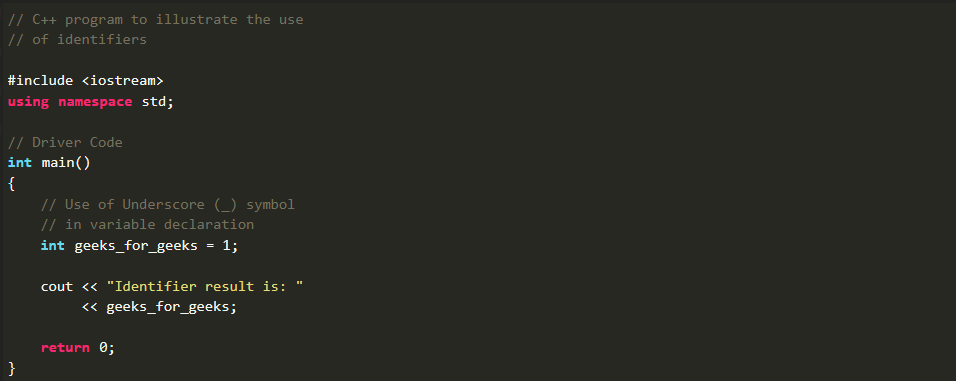 // C++ program to illustrate the use
// of identifiers
#include <iostream>
using namespace std;
// Driver Code
int main()
{
    // Use of Underscore (_) symbol
    // in variable declaration
    int geeks_for_geeks = 1;
    cout << "Identifier result is: "
         << geeks_for_geeks;
    return 0;
}